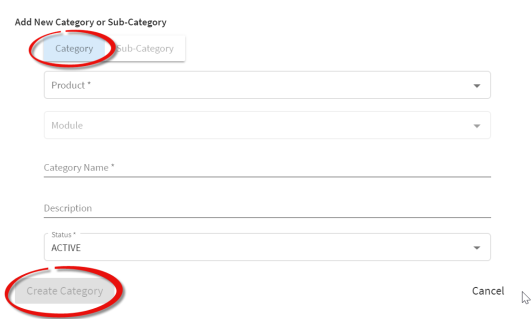 Add New Category or Sub-Category
Category Sub-Category
Product *
Module
Category Name *
Description
Status *
ACTIVE
Create Category Cancel